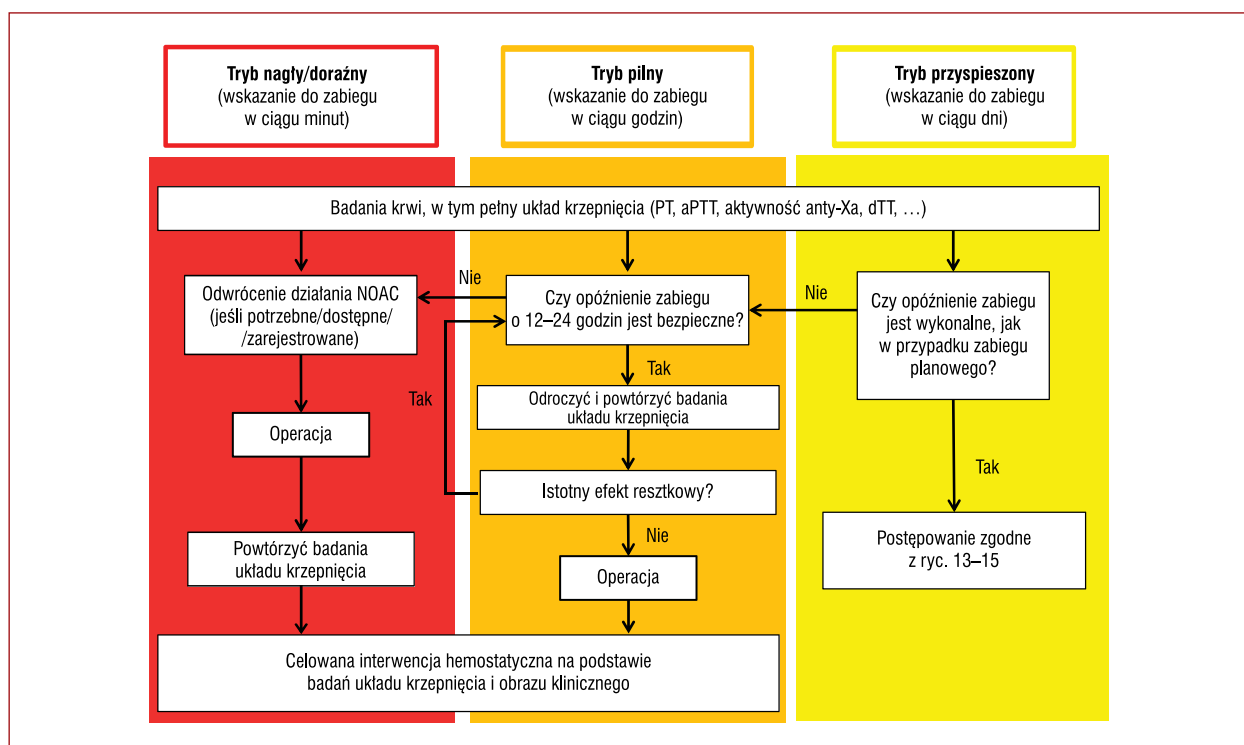 Tryb nagły/doraźny
(wskazanie do zabiegu
w ciągu minut)
Tryb pilny
(wskazanie do zabiegu
w ciągu godzin)
Tryb przyspieszony
(wskazanie do zabiegu
w ciągu dni)
Badania krwi, w tym pełny układ krzepnięcia (PT, aPTT, aktywność anty-Xa, dTT, …)
Odwrócenie działania NOAC
(jeśli potrzebne/dostępne/
/zarejestrowane)
Nie
Czy opóźnienie zabiegu
o 12–24 godzin jest bezpieczne?
Nie
Czy opóźnienie zabiegu
jest wykonalne, jak
w przypadku zabiegu
planowego?
Tak
Tak
Odroczyć i powtórzyć badania
układu krzepnięcia
Operacja
Istotny efekt resztkowy?
Tak
Powtórzyć badania
układu krzepnięcia
Nie
Operacja
Postępowanie zgodne
z ryc. 13–15
Celowana interwencja hemostatyczna na podstawie
badań układu krzepnięcia i obrazu klinicznego